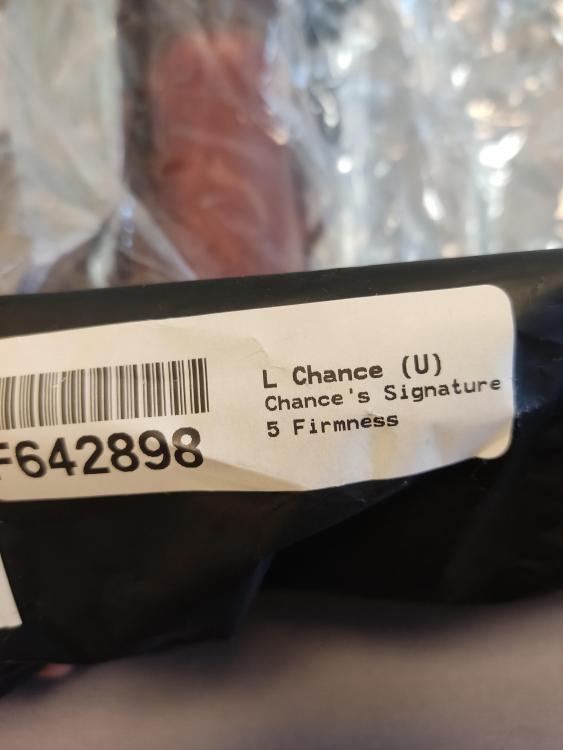 L Chance (U)
Chance's Signature
5 Firmness
F642898